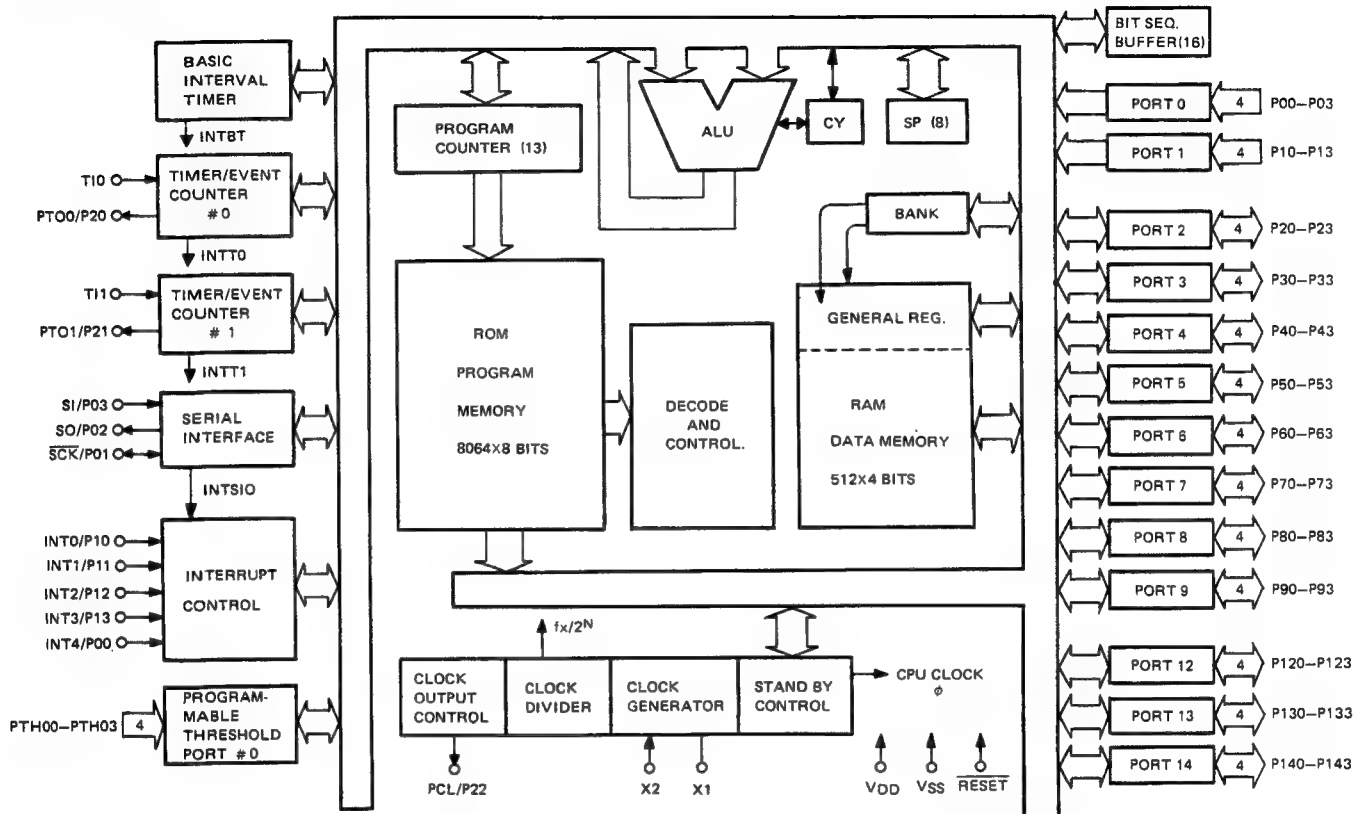 BASIC
INTERVAL
TIMER
INTBT
TI0
PTO0/P20
TIMER/EVENT
COUNTER
#0
INTT0
TI1
PTO1/P21
TIMER/EVENT
COUNTER
#1
INTT1
SI/P03
SO/P02
SCK/P01
SERIAL
INTERFACE
INTSIO
INT0/P10
INT1/P11
INT2/P12
INT3/P13
INT4/P00
INTERRUPT
CONTROL
PTH00–PTH03
4
PROGRAM-
MABLE
THRESHOLD
PORT #0
PROGRAM
COUNTER (13)
ALU
CY
SP (8)
BANK
ROM
PROGRAM
MEMORY
8064X8 BITS
DECODE
AND
CONTROL.
GENERAL REG.
RAM
DATA MEMORY
512X4 BITS
fx/2N
CLOCK
OUTPUT
CONTROL
CLOCK
DIVIDER
CLOCK
GENERATOR
STAND BY
CONTROL
CPU CLOCK
ϕ
PCL/P22
X2
X1
VDD
VSS
RESET
BIT SEQ.
BUFFER(16)
PORT 0 4 P00–P03
PORT 1 4 P10–P13
PORT 2 4 P20–P23
PORT 3 4 P30–P33
PORT 4 4 P40–P43
PORT 5 4 P50–P53
PORT 6 4 P60–P63
PORT 7 4 P70–P73
PORT 8 4 P80–P83
PORT 9 4 P90–P93
PORT 12 4 P120–P123
PORT 13 4 P130–P133
PORT 14 4 P140–P143